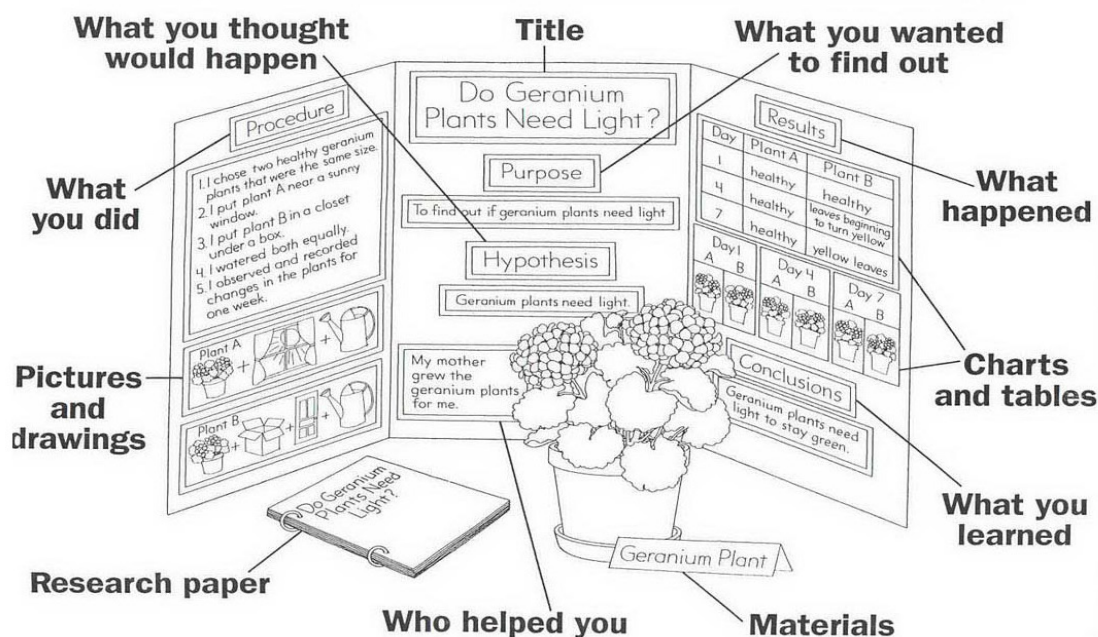 What you thought
would happen
Title
What you wanted
to find out
What
you did
Pictures
and
drawings
Research paper
Who helped you
Materials
What you
learned
Charts
and tables
What
happened
Procedure
1. I chose two healthy geranium
plants that were the same size.
2. I put plant A near a sunny
window.
3. I put plant B in a closet
under a box.
4. I watered both equally.
5. I observed and recorded
changes in the plants for
one week.
Plant A
+ +
Plant B
+ + +
Do Geranium
Plants Need Light?
Purpose
To find out if geranium plants need light
Hypothesis
Geranium plants need light.
My mother
grew the
geranium plants
for me.
Results
Day Plant A Plant B
1 healthy healthy
4 healthy leaves beginning
to turn yellow
7 healthy yellow leaves
Day 1 Day 4 Day 7
A B A B A B
Conclusions
Geranium plants need
light to stay green.
Do Geranium
Plants Need
Light?
Geranium Plant